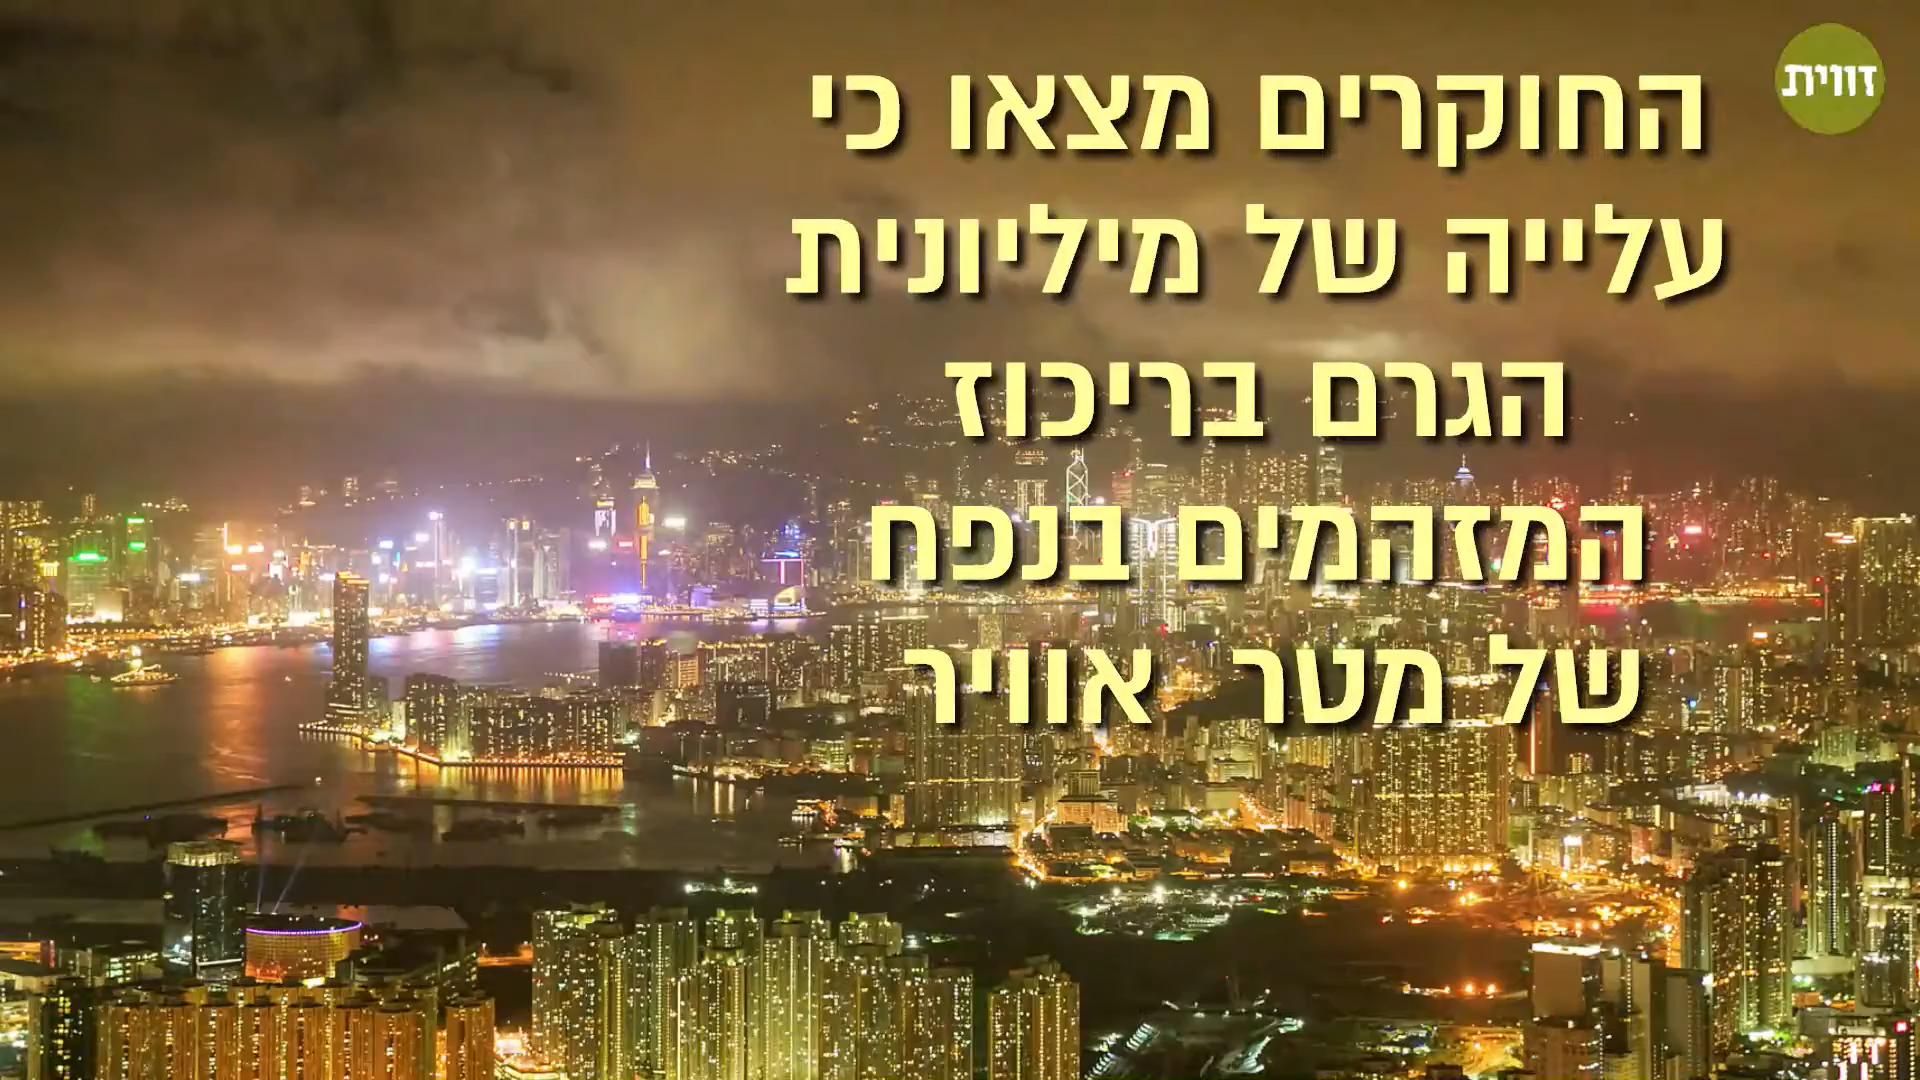 זווית
החוקרים מצאו כי
עלייה של מיליונית
הגרם בריכוז
המזהמים בנפח
של מטר אוויר